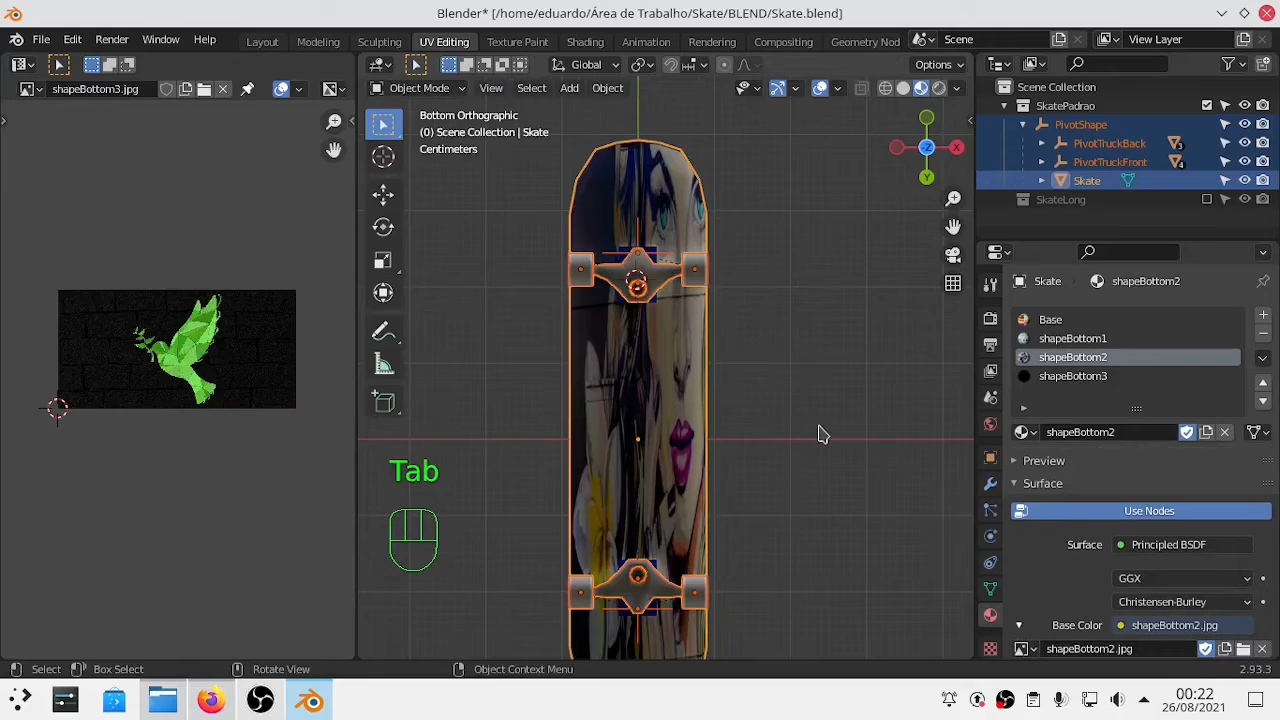 Blender* [/home/eduardo/Área de Trabalho/Skate/BLEND/Skate.blend]
File Edit Render Window Help Layout Modeling Sculpting UV Editing Texture Paint Shading Animation Rendering Compositing Geometry Nod Scene View Layer
Global Options
shapeBottom3.jpg Object Mode View Select Add Object
Bottom Orthographic
(0) Scene Collection | Skate
Centimeters
X
Y
Z
Scene Collection
SkatePadrao
PivotShape
PivotTruckBack 3
PivotTruckFront 4
Skate
SkateLong
Skate shapeBottom2
Base
shapeBottom1
shapeBottom2
shapeBottom3
shapeBottom2
Preview
Surface
Use Nodes
Surface Principled BSDF
GGX
Christensen-Burley
Base Color shapeBottom2.jpg
shapeBottom2.jpg
Tab
Select Box Select Rotate View Object Context Menu 2.93.3
00:22
26/08/2021